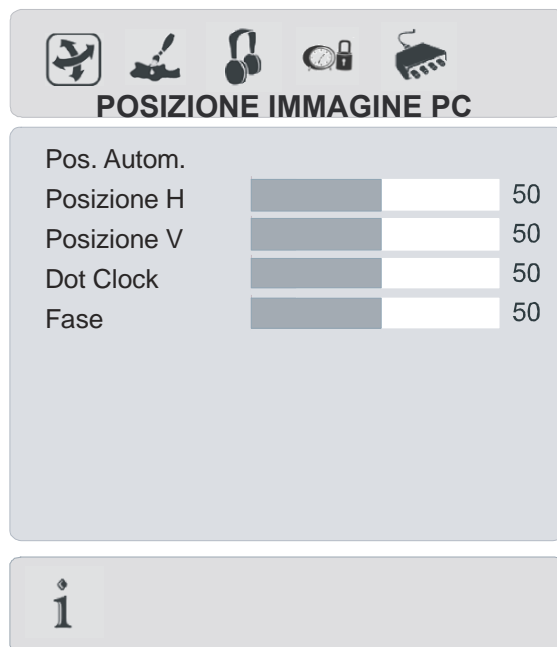 POSIZIONE IMMAGINE PC
Pos. Autom.
Posizione H 50
Posizione V 50
Dot Clock 50
Fase 50
i